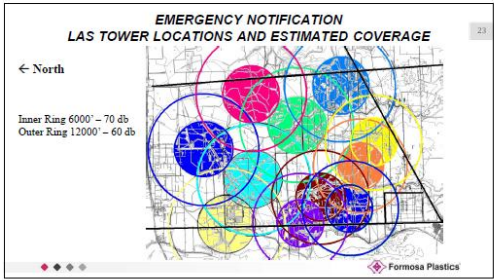 EMERGENCY NOTIFICATION
LAS TOWER LOCATIONS AND ESTIMATED COVERAGE
23
← North
Inner Ring 6000' – 70 db
Outer Ring 12000' – 60 db
Formosa Plastics